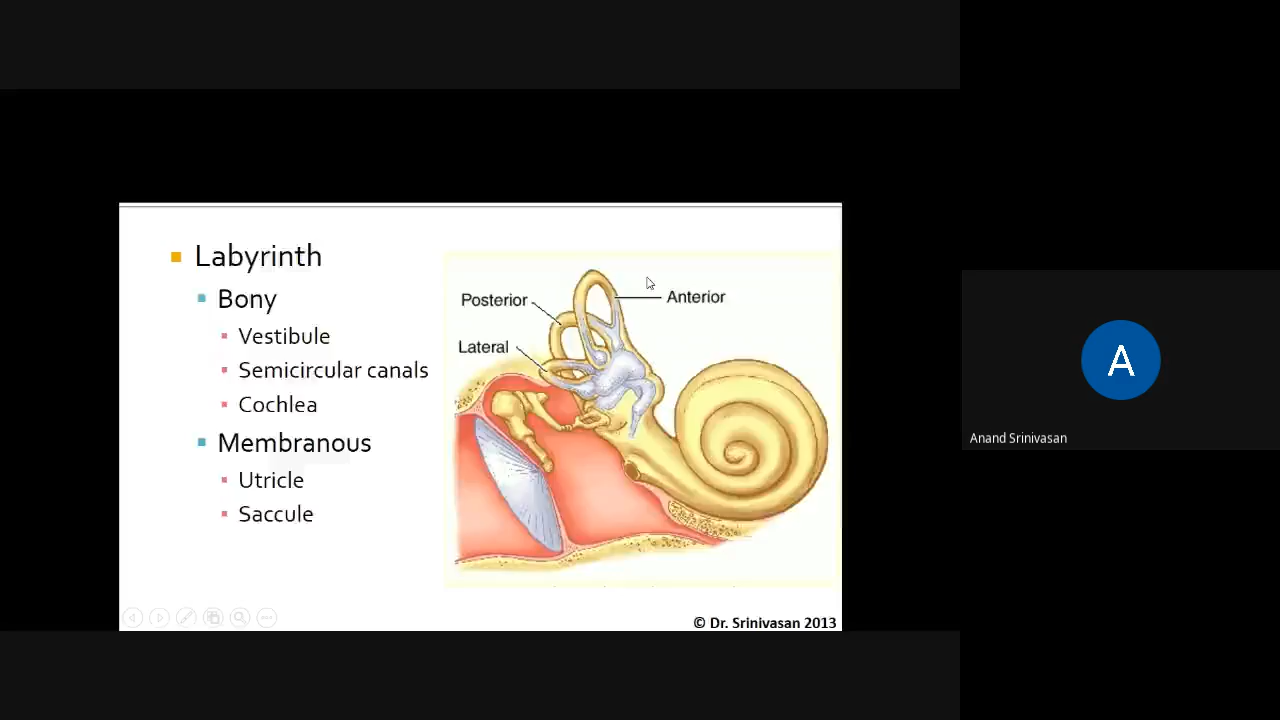 Labyrinth
Bony
Vestibule
Semicircular canals
Cochlea
Membranous
Utricle
Saccule
Posterior
Anterior
Lateral
© Dr. Srinivasan 2013
A
Anand Srinivasan